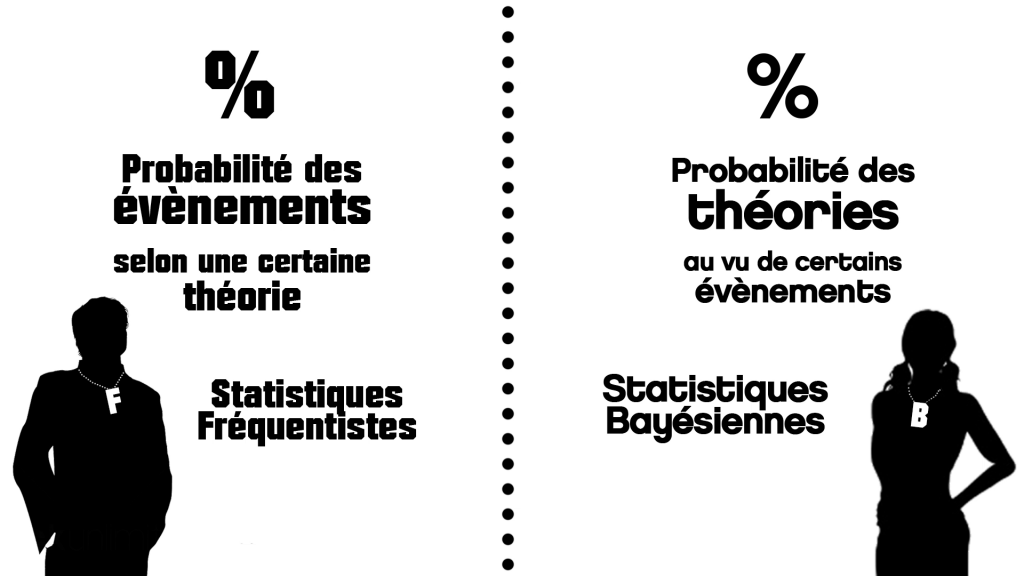 %
Probabilité des
évènements
selon une certaine
théorie
Statistiques
Fréquentistes
F
%
Probabilité des
théories
au vu de certains
évènements
Statistiques
Bayésiennes
B